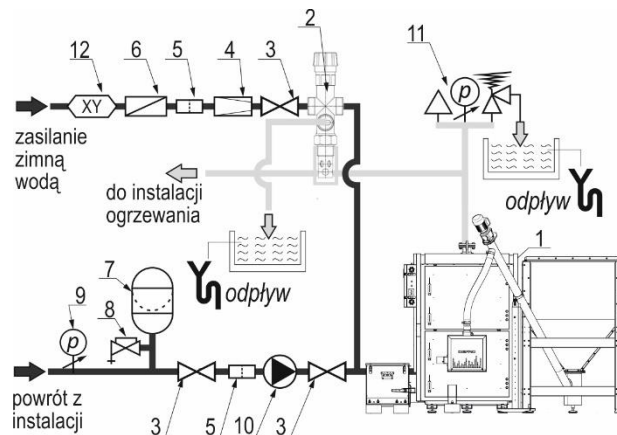 12 6 5 4 3 2 11
XY
p
zasilanie
zimną
wodą
do instalacji
ogrzewania
odpływ
odpływ
1
7
9
8
p
powrót z
instalacji
3 5 10 3